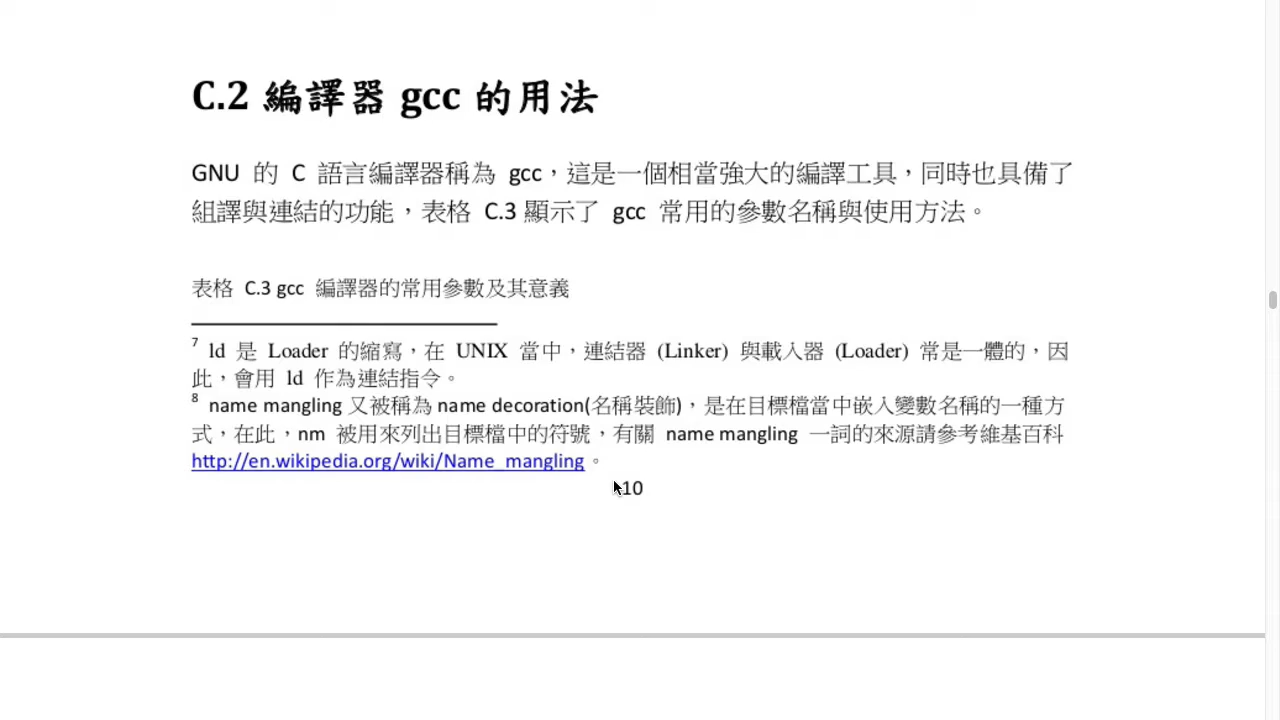 C.2 編譯器 gcc 的用法
GNU 的 C 語言編譯器稱為 gcc，這是一個相當強大的編譯工具，同時也具備了
組譯與連結的功能，表格 C.3 顯示了 gcc 常用的參數名稱與使用方法。
表格 C.3 gcc 編譯器的常用參數及其意義
7 ld 是 Loader 的縮寫，在 UNIX 當中，連結器 (Linker) 與載入器 (Loader) 常是一體的，因
此，會用 ld 作為連結指令。
8 name mangling 又被稱為 name decoration(名稱裝飾)，是在目標檔當中嵌入變數名稱的一種方
式，在此，nm 被用來列出目標檔中的符號，有關 name mangling 一詞的來源請參考維基百科
http://en.wikipedia.org/wiki/Name_mangling 。
10